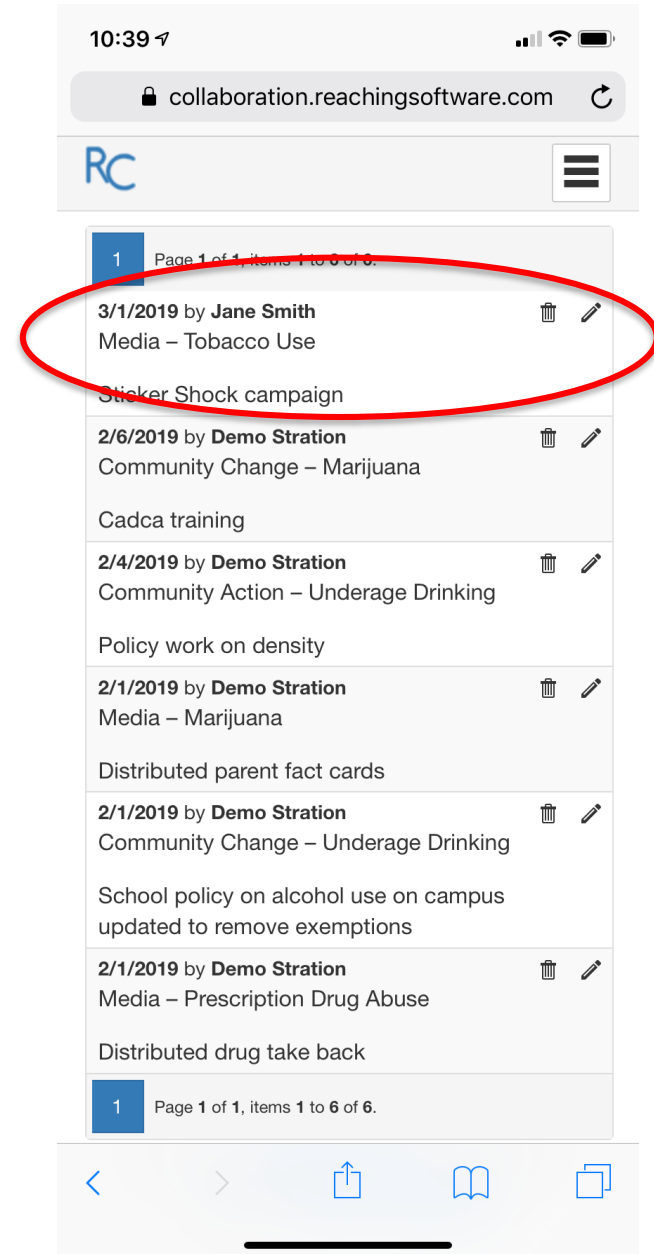 10:39
collaboration.reachingsoftware.com
RC
1 Page 1 of 1, items 1 to 6 of 6.
3/1/2019 by Jane Smith
Media – Tobacco Use
Sticker Shock campaign
2/6/2019 by Demo Stration
Community Change – Marijuana
Cadca training
2/4/2019 by Demo Stration
Community Action – Underage Drinking
Policy work on density
2/1/2019 by Demo Stration
Media – Marijuana
Distributed parent fact cards
2/1/2019 by Demo Stration
Community Change – Underage Drinking
School policy on alcohol use on campus
updated to remove exemptions
2/1/2019 by Demo Stration
Media – Prescription Drug Abuse
Distributed drug take back
1 Page 1 of 1, items 1 to 6 of 6.